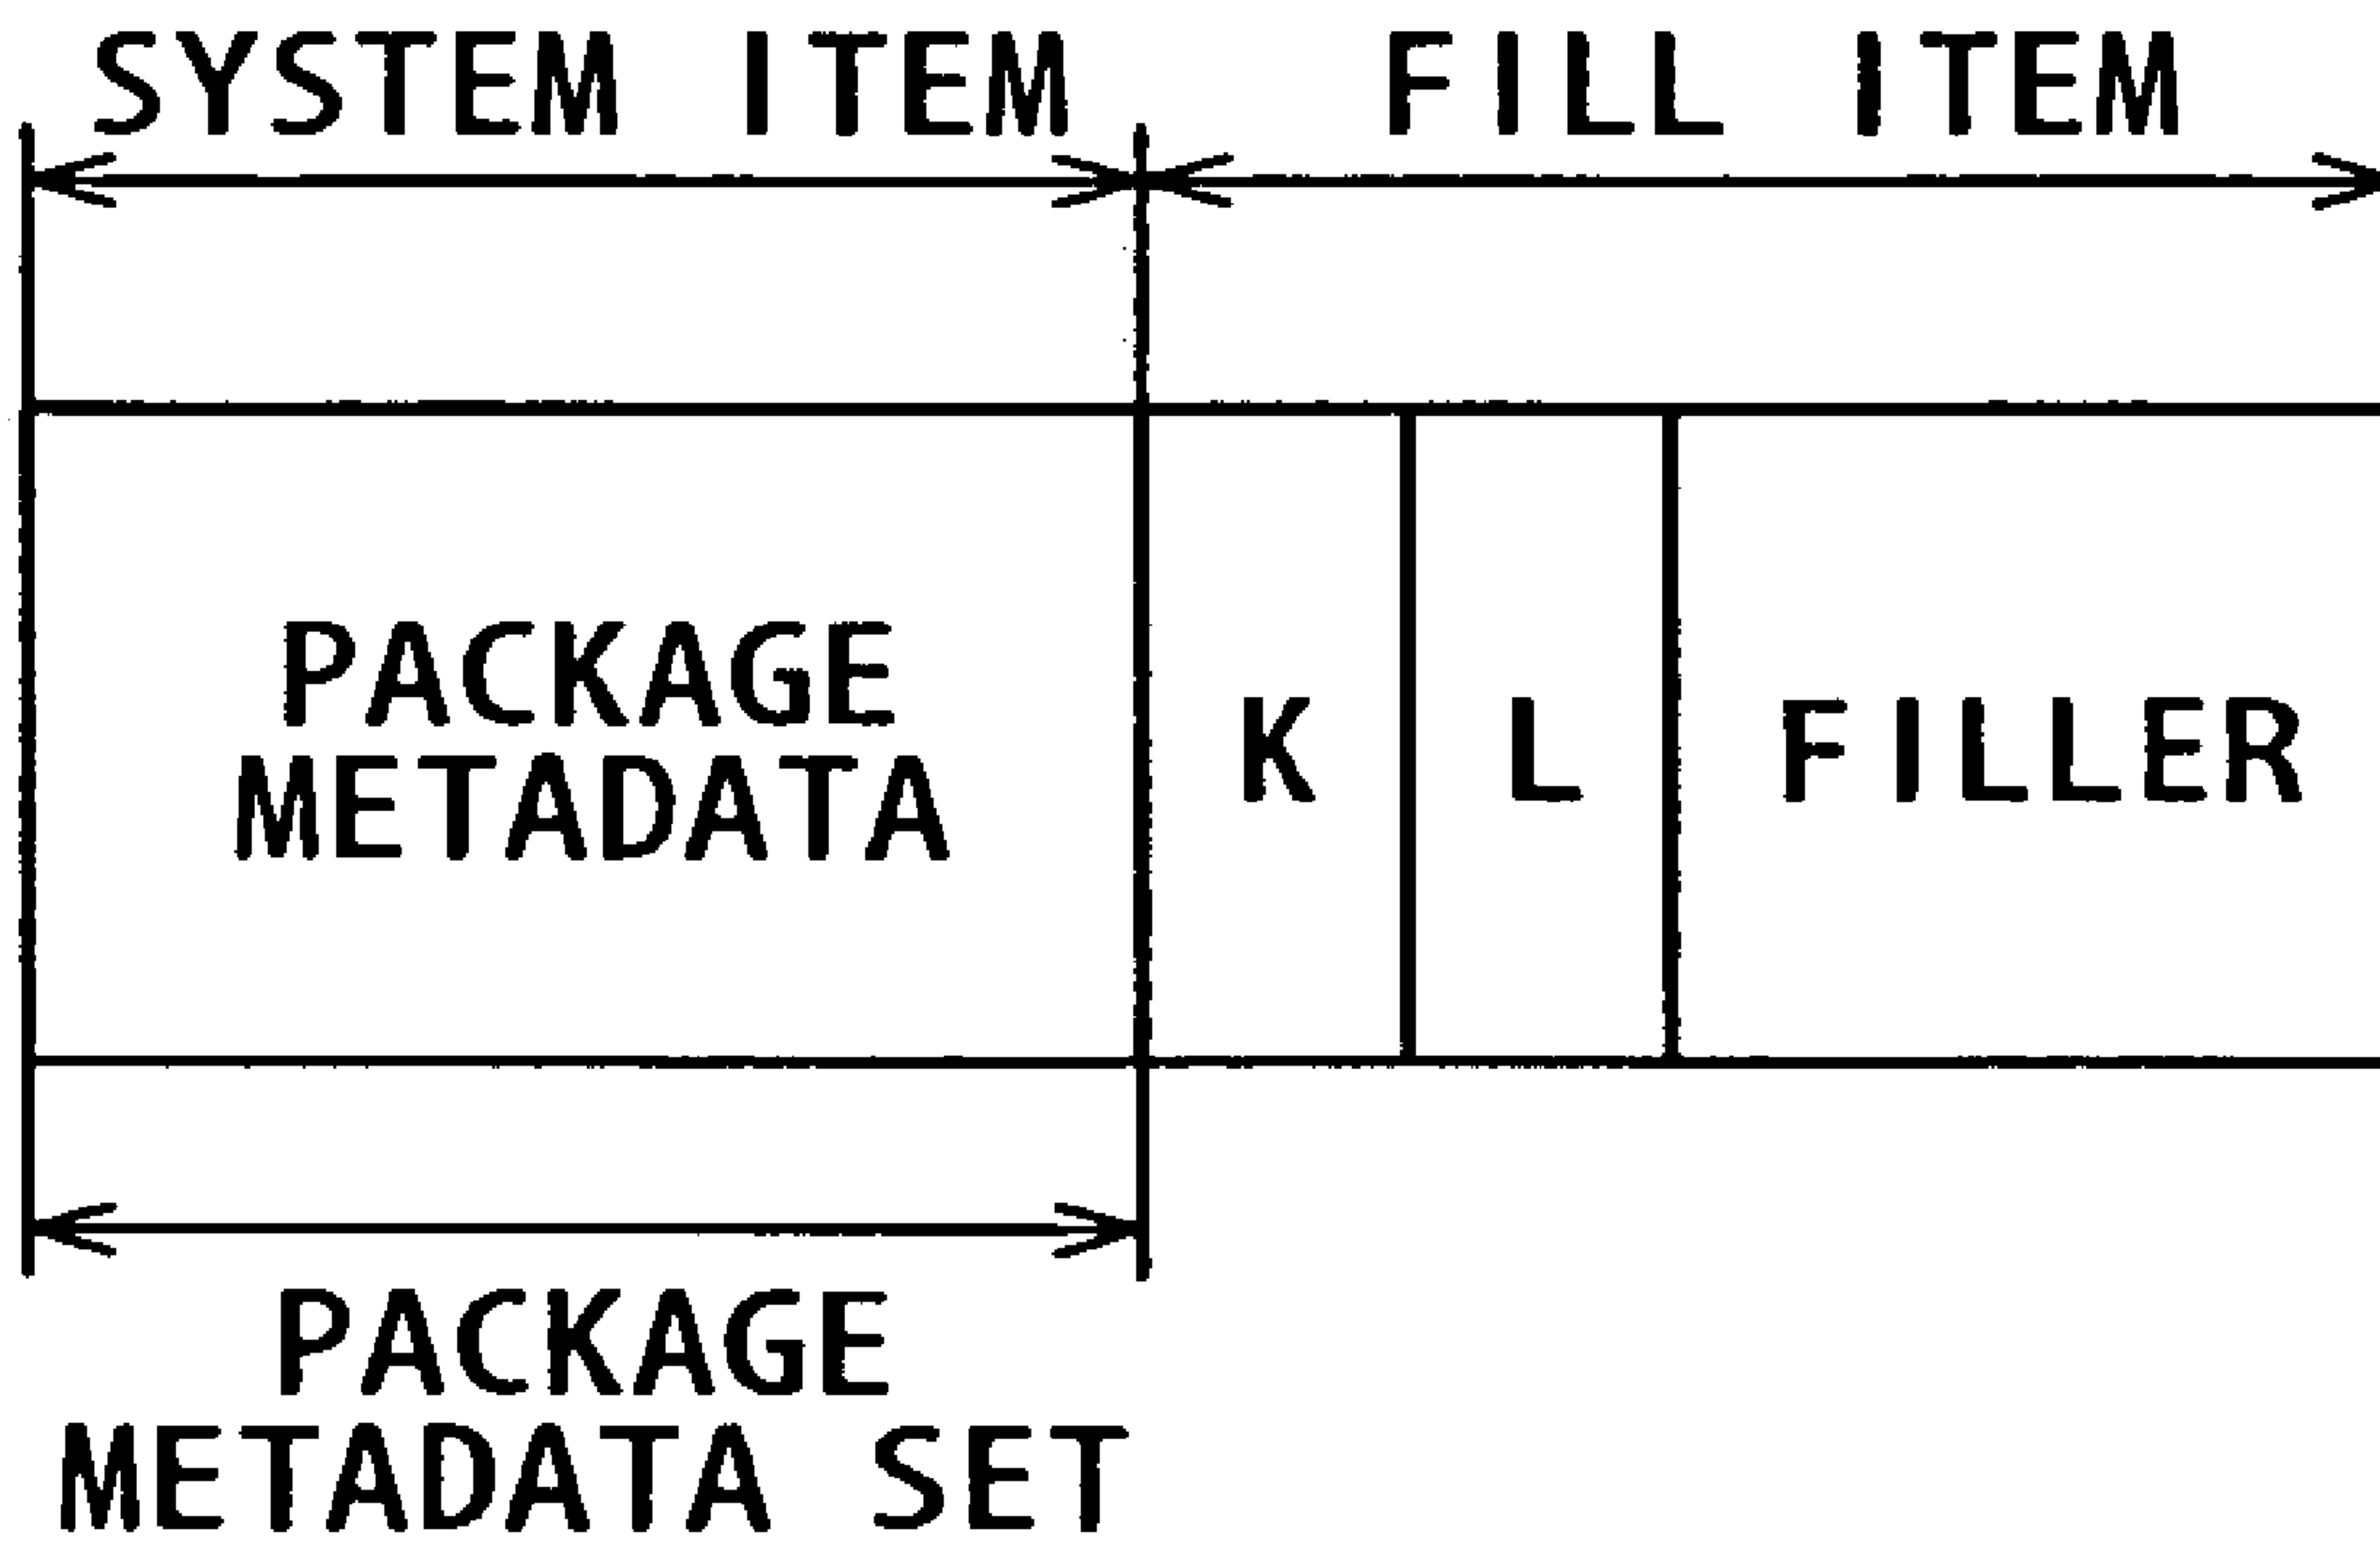 SYSTEM ITEM FILL ITEM
PACKAGE
METADATA
K L FILLER
PACKAGE
METADATA SET